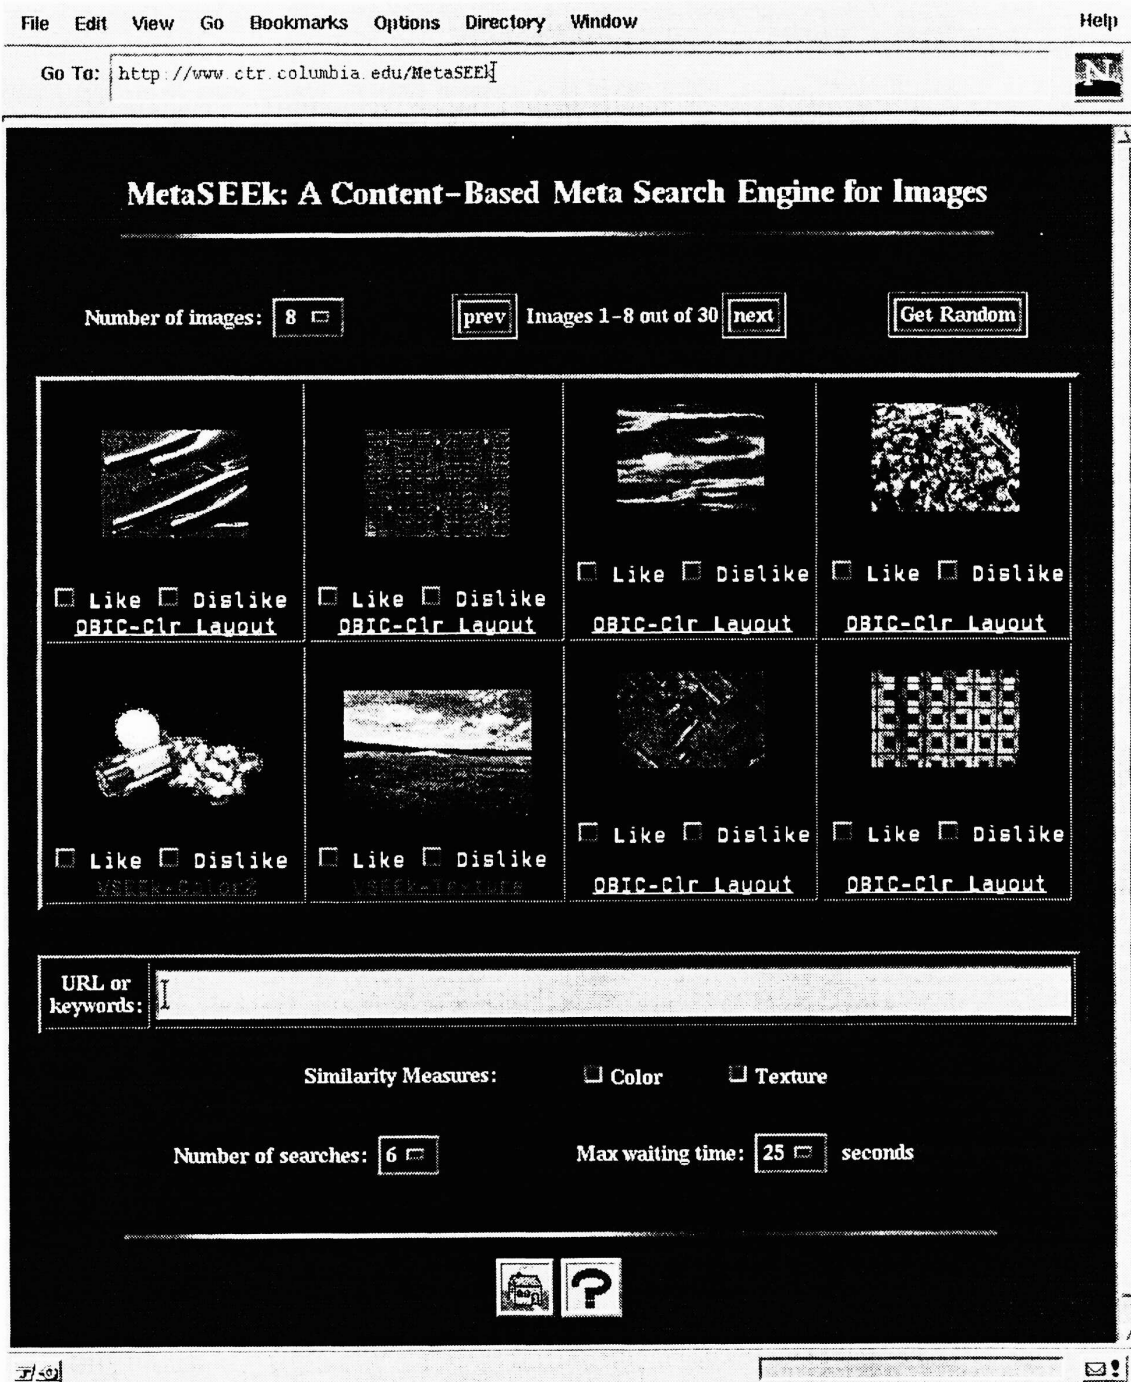 File Edit View Go Bookmarks Options Directory Window Help
Go To: http://www.ctr.columbia.edu/MetaSEEk
N
MetaSEEk: A Content-Based Meta Search Engine for Images
Number of images: 8 prev Images 1-8 out of 30 next Get Random
Like Dislike Like Dislike Like Dislike Like Dislike
QBIC-Clr Layout QBIC-Clr Layout QBIC-Clr Layout QBIC-Clr Layout
Like Dislike Like Dislike Like Dislike Like Dislike
VSEEk-Color2 VSEEk-Texture QBIC-Clr Layout QBIC-Clr Layout
URL or
keywords:
Similarity Measures: Color Texture
Number of searches: 6 Max waiting time: 25 seconds
?